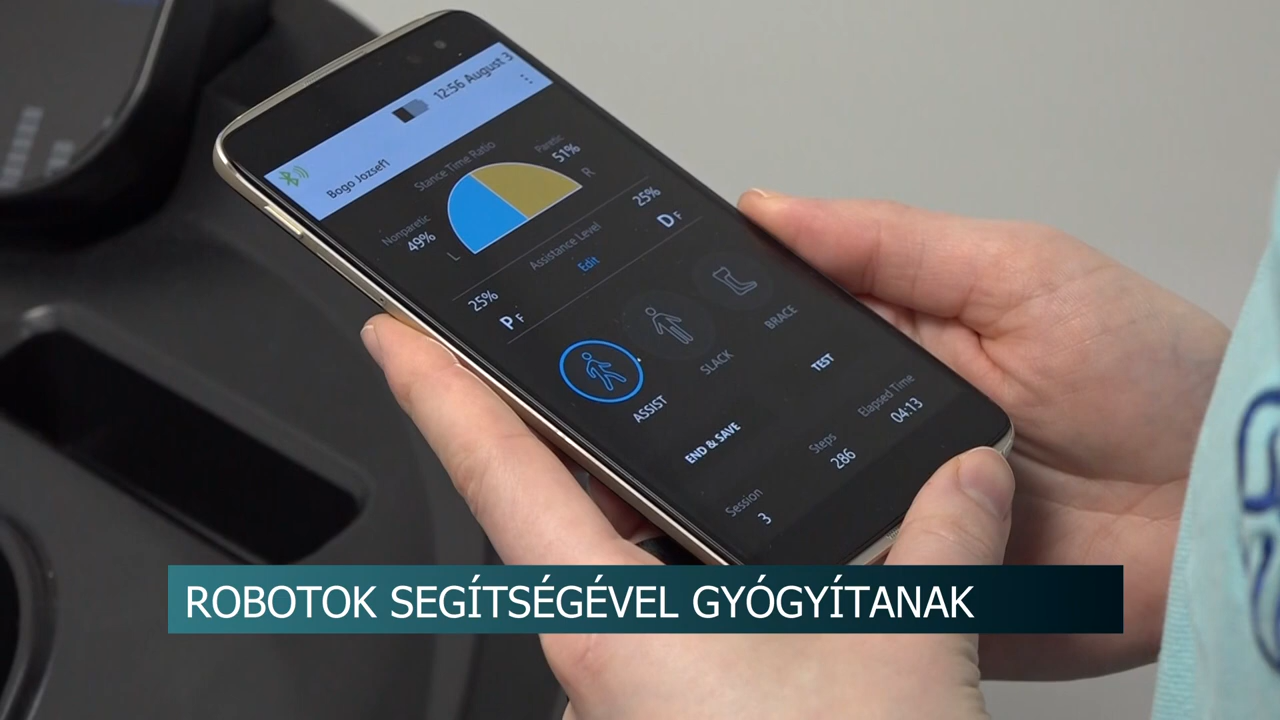 12:56 August 3
Bogo Jozsef1
Stance Time Ratio
Nonparetic
49%
L
Paretic
51%
R
Assistance Level
Edit
25%
PF
25%
DF
ASSIST
SLACK
BRACE
END & SAVE
TEST
Session
3
Steps
286
Elapsed Time
04:13
ROBOTOK SEGÍTSÉGÉVEL GYÓGYÍTANAK